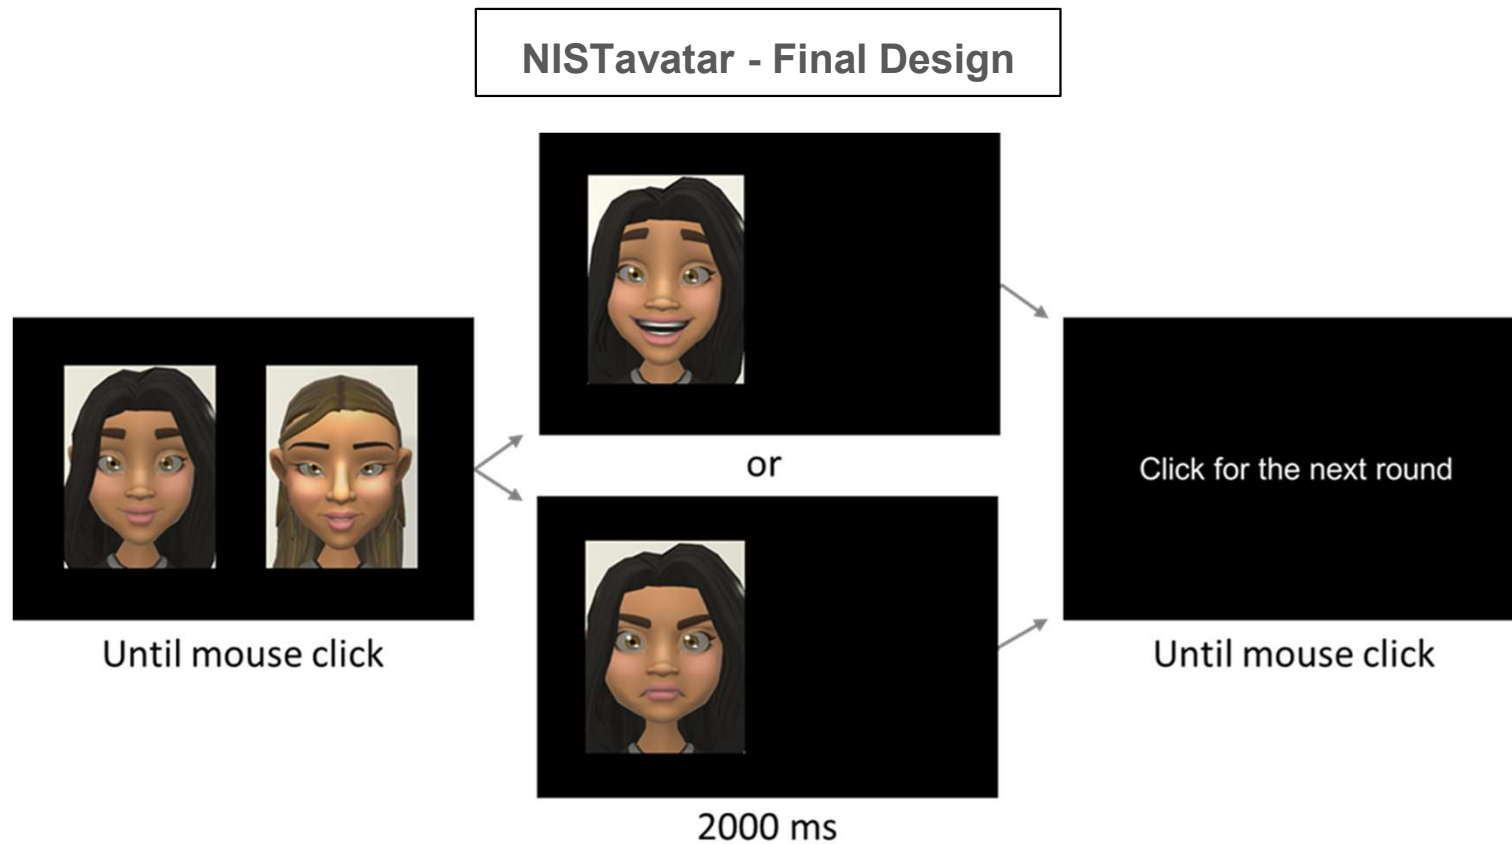 NISTavatar - Final Design
Until mouse click
or
2000 ms
Click for the next round
Until mouse click